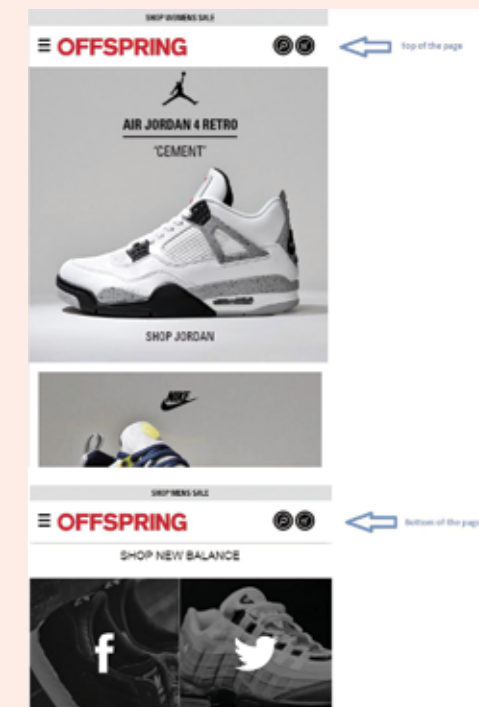 SHOP WOMENS SALE
OFFSPRING
Top of the page
AIR JORDAN 4 RETRO
'CEMENT'
SHOP JORDAN
NIKE
SHOP MENS SALE
OFFSPRING
Bottom of the page
SHOP NEW BALANCE
f